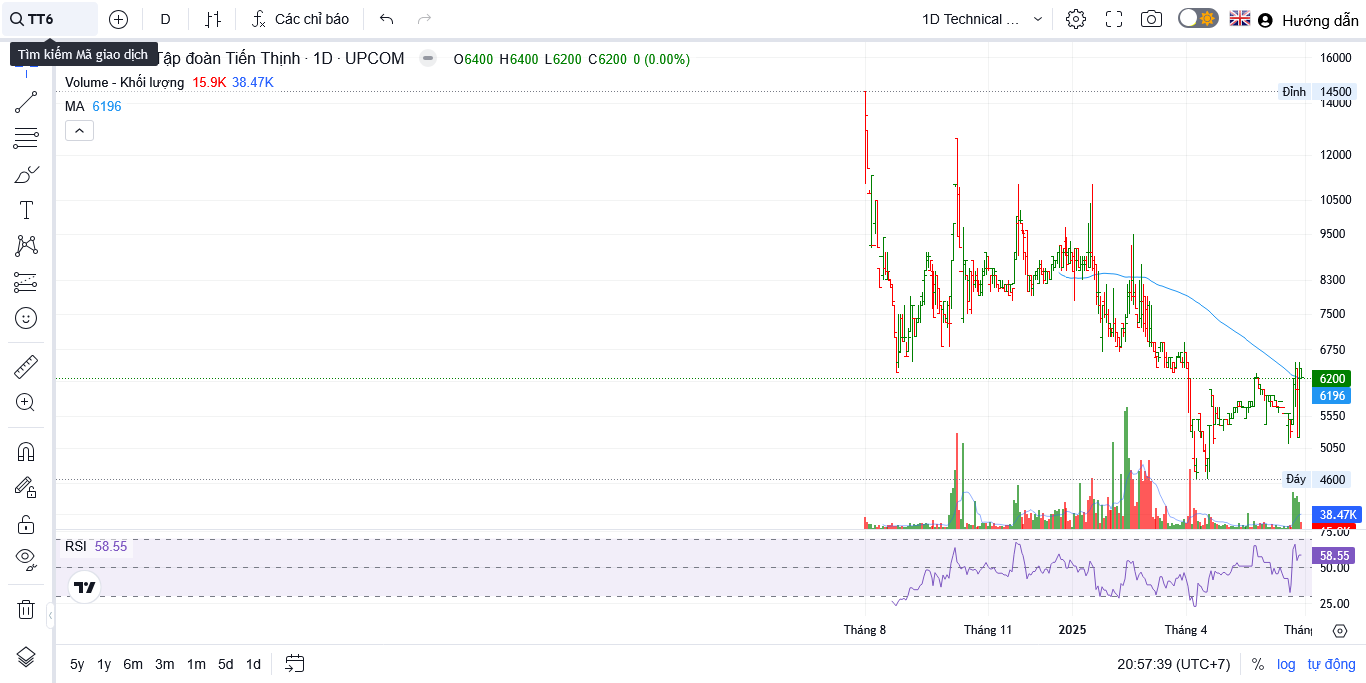 TT6 D Các chỉ báo 1D Technical ... Hướng dẫn
Tìm kiếm Mã giao dịch
Tập đoàn Tiến Thịnh · 1D · UPCOM O6400 H6400 L6200 C6200 0 (0.00%)
Volume - Khối lượng 15.9K 38.47K
MA 6196
16000
Đỉnh 14500
14000
12000
10500
9500
8300
7500
6750
6200
6196
5550
5050
Đáy 4600
38.47K
75.00
RSI 58.55
58.55
50.00
25.00
Tháng 8 Tháng 11 2025 Tháng 4
5y 1y 6m 3m 1m 5d 1d 20:57:39 (UTC+7) % log tự động